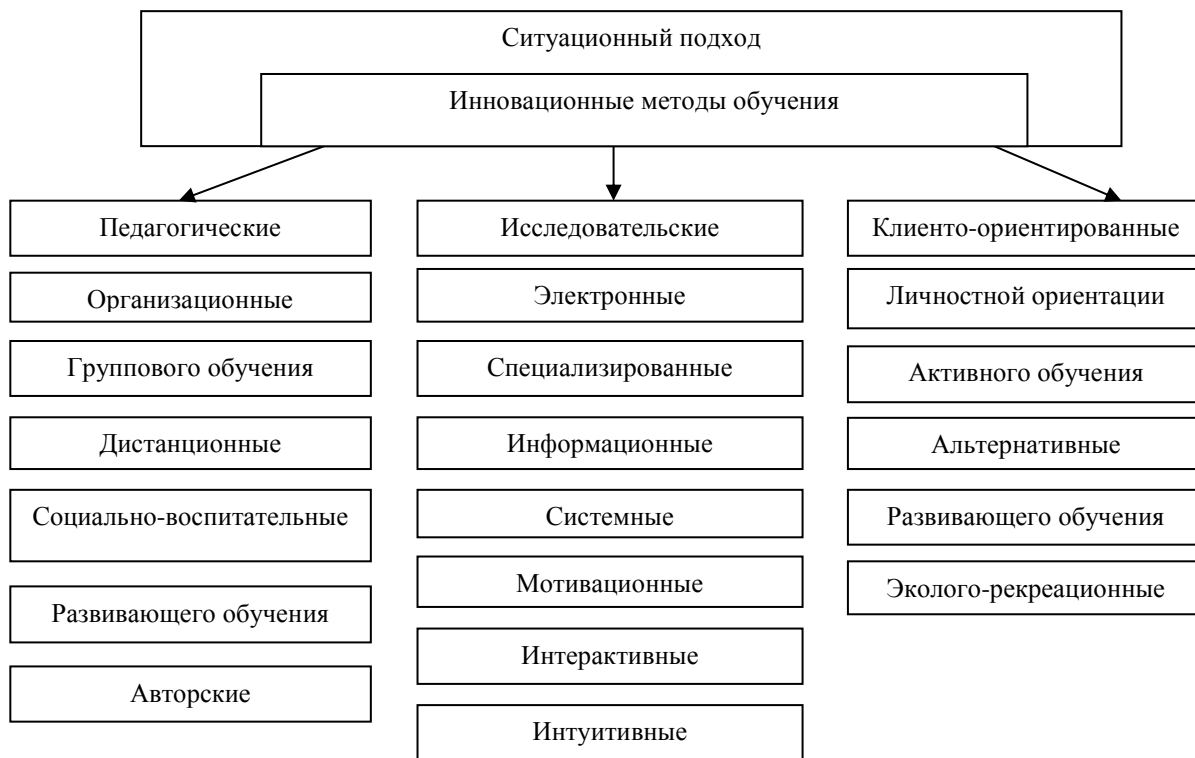 Ситуационный подход
Инновационные методы обучения
Педагогические
Организационные
Группового обучения
Дистанционные
Социально-воспитательные
Развивающего обучения
Авторские
Исследовательские
Электронные
Специализированные
Информационные
Системные
Мотивационные
Интерактивные
Интуитивные
Клиенто-ориентированные
Личностной ориентации
Активного обучения
Альтернативные
Развивающего обучения
Эколого-рекреационные